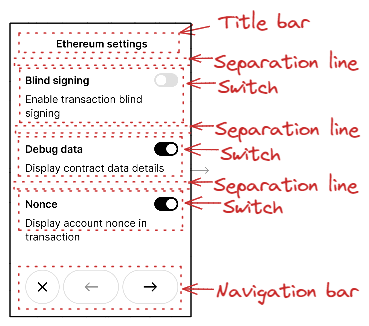 Title bar
Ethereum settings
Separation line
Blind signing
Switch
Enable transaction blind
signing
Separation line
Debug data
Switch
Display contract data details
Separation line
Nonce
Switch
Display account nonce in
transaction
Navigation bar